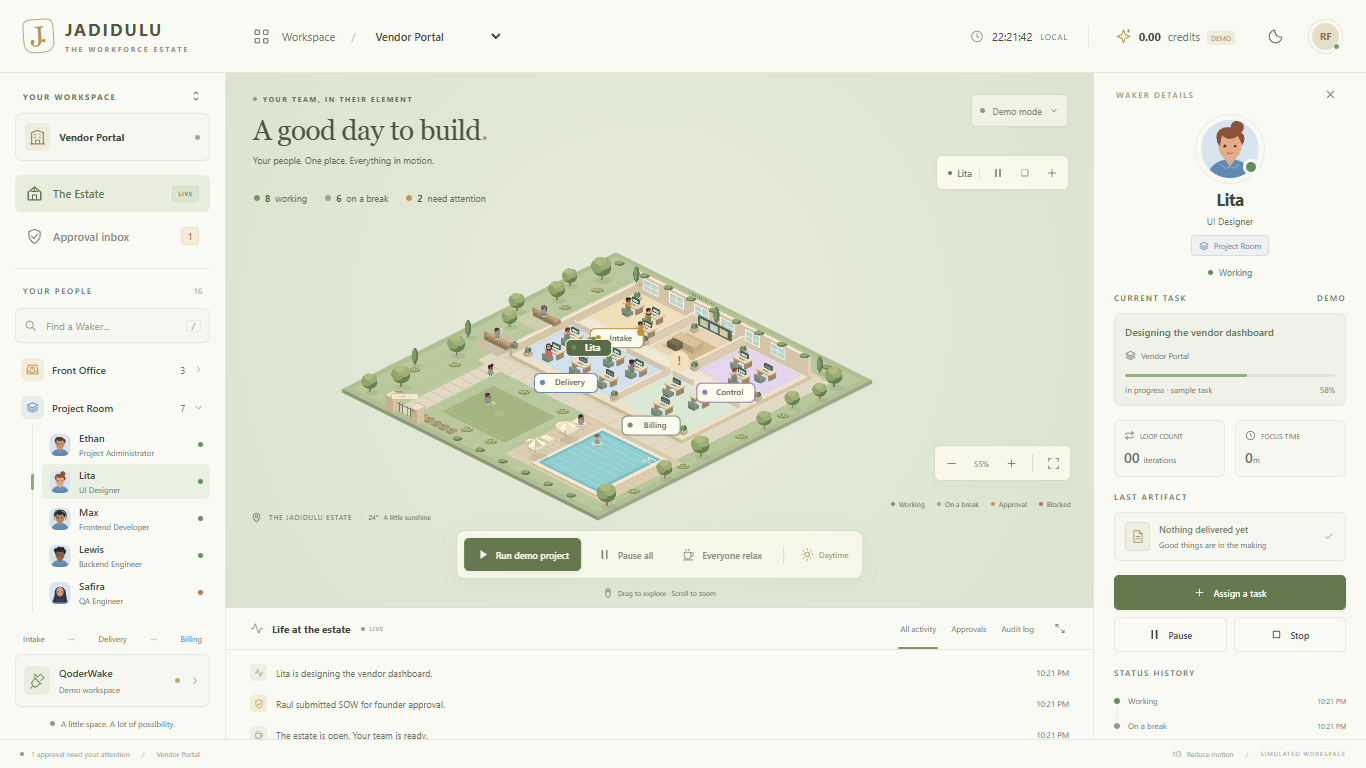 JADIDULU
THE WORKFORCE ESTATE
Workspace / Vendor Portal
22:21:42 LOCAL
0.00 credits DEMO
RF
YOUR WORKSPACE
Vendor Portal
The Estate LIVE
Approval inbox 1
YOUR PEOPLE 16
Find a Waker... /
Front Office 3
Project Room 7
Ethan
Project Administrator
Lita
UI Designer
Max
Frontend Developer
Lewis
Backend Engineer
Safira
QA Engineer
Intake → Delivery → Billing
QoderWake
Demo workspace
A little space. A lot of possibility.
YOUR TEAM, IN THEIR ELEMENT
A good day to build.
Your people. One place. Everything in motion.
8 working 6 on a break 2 need attention
Demo mode
Lita
Intake
Lita
Delivery
Control
Billing
55%
Working On a break Approval Blocked
THE JADIDULU ESTATE · 24° · A little sunshine
Run demo project Pause all Everyone relax Daytime
Drag to explore · Scroll to zoom
Life at the estate LIVE
All activity Approvals Audit log
Lita is designing the vendor dashboard. 10:21 PM
Raul submitted SOW for founder approval. 10:21 PM
The estate is open. Your team is ready. 10:21 PM
WAKER DETAILS
Lita
UI Designer
Project Room
Working
CURRENT TASK DEMO
Designing the vendor dashboard
Vendor Portal
In progress · sample task 58%
LOOP COUNT
00 iterations
FOCUS TIME
0m
LAST ARTIFACT
Nothing delivered yet
Good things are in the making
Assign a task
Pause Stop
STATUS HISTORY
Working 10:21 PM
On a break 10:21 PM
1 approval need your attention / Vendor Portal
Reduce motion / SIMULATED WORKSPACE